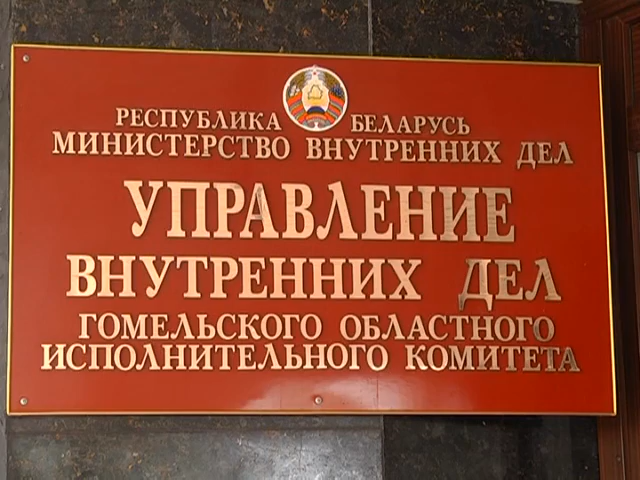 РЕСПУБЛИКА БЕЛАРУСЬ
МИНИСТЕРСТВО ВНУТРЕННИХ ДЕЛ
УПРАВЛЕНИЕ
ВНУТРЕННИХ ДЕЛ
ГОМЕЛЬСКОГО ОБЛАСТНОГО
ИСПОЛНИТЕЛЬНОГО КОМИТЕТА